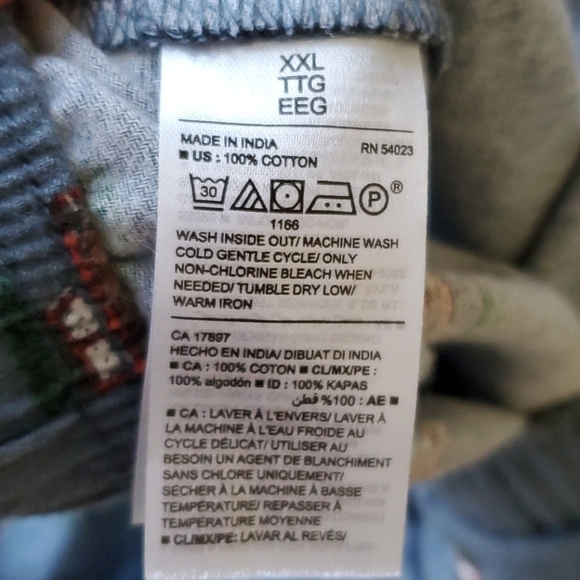 XXL
TTG
EEG
MADE IN INDIA RN 54023
■ US : 100% COTTON
30 P ®
1166
WASH INSIDE OUT/ MACHINE WASH
COLD GENTLE CYCLE/ ONLY
NON-CHLORINE BLEACH WHEN
NEEDED/ TUMBLE DRY LOW/
WARM IRON
CA 17897
HECHO EN INDIA/ DIBUAT DI INDIA
■ CA : 100% COTON ■ CL/MX/PE :
100% algodón ■ ID : 100% KAPAS
■ AE : 100% قطن
■ CA : LAVER À L'ENVERS/ LAVER À
LA MACHINE À L'EAU FROIDE AU
CYCLE DÉLICAT/ UTILISER AU
BESOIN UN AGENT DE BLANCHIMENT
SANS CHLORE UNIQUEMENT/
SÉCHER À LA MACHINE À BASSE
TEMPÉRATURE/ REPASSER À
TEMPÉRATURE MOYENNE
■ CL/MX/PE: LAVAR AL REVÉS/